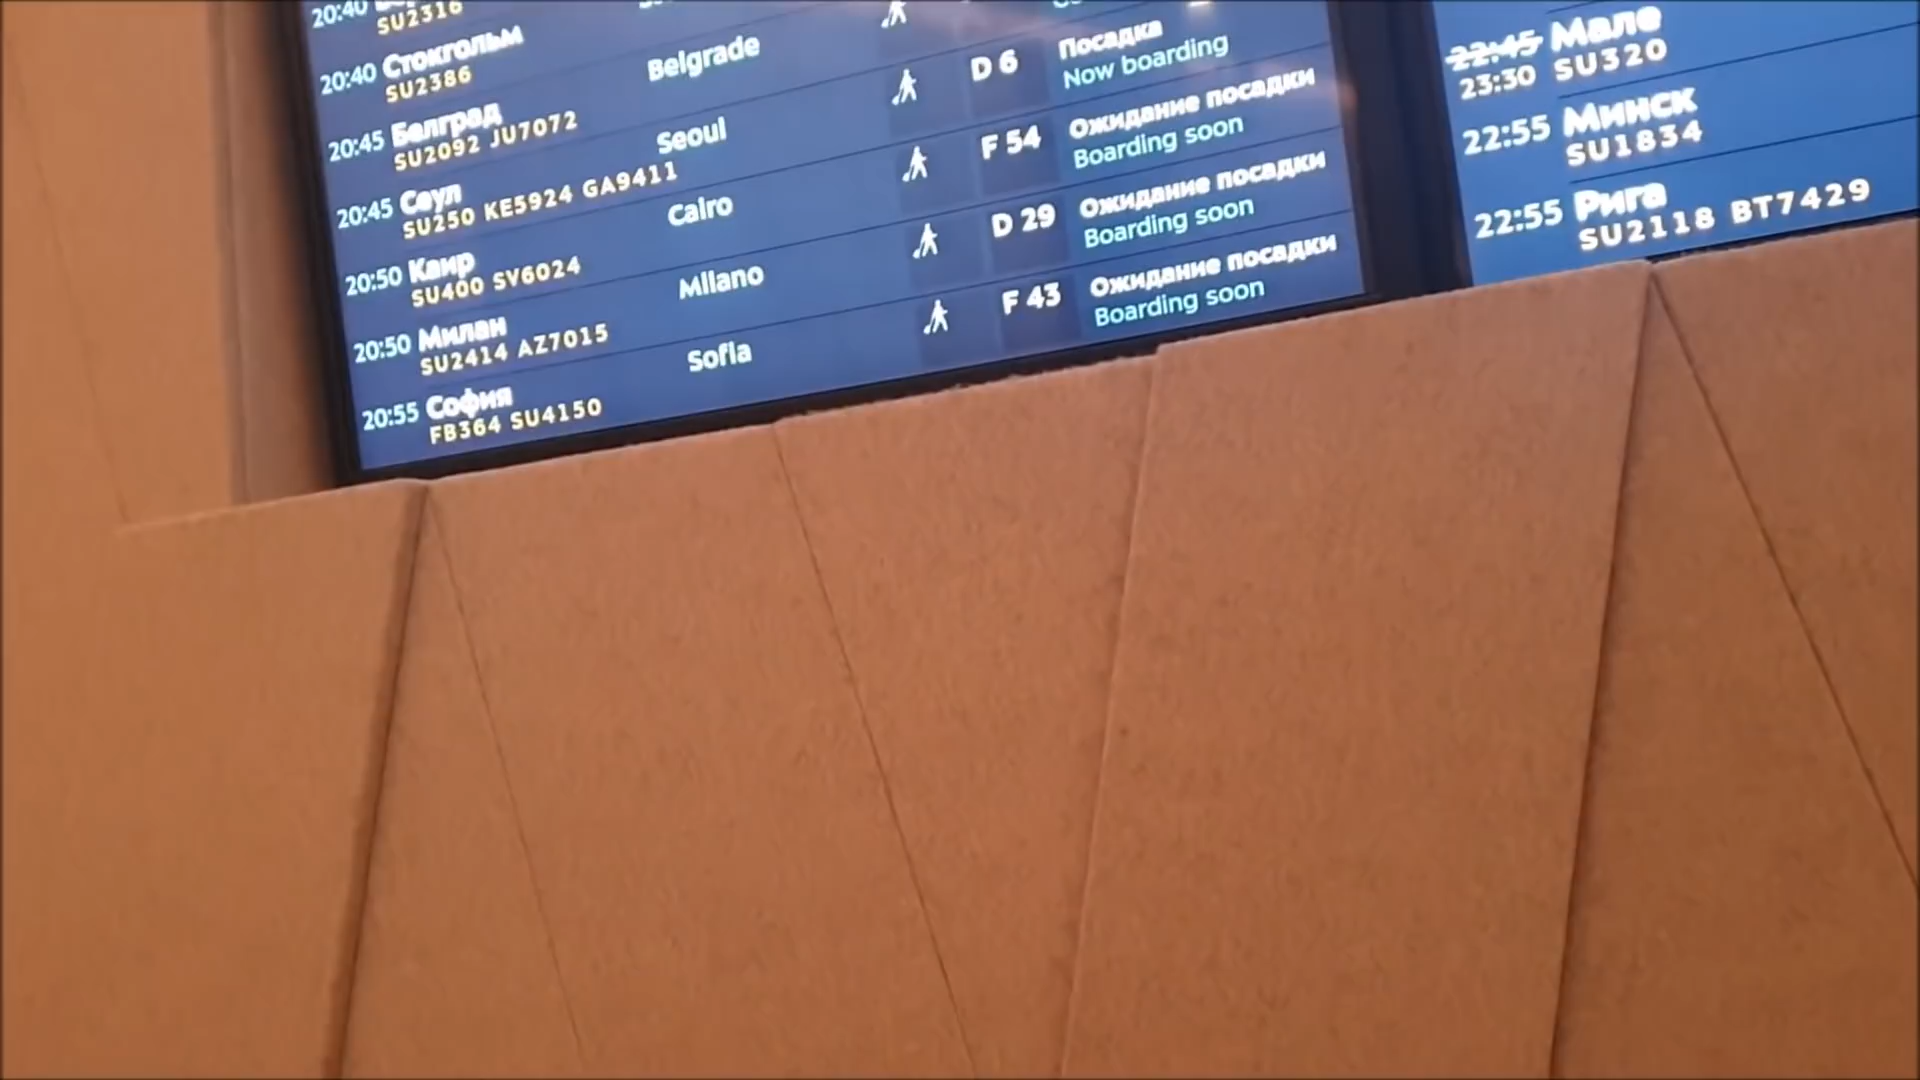 20:40
SU2316
20:40 Стокгольм
SU2386
20:45 Белград Belgrade D 6 Посадка
SU2092 JU7072 Now boarding
20:45 Сеул Seoul F 54 Ожидание посадки
SU250 KE5924 GA9411 Boarding soon
20:50 Каир Cairo D 29 Ожидание посадки
SU400 SV6024 Boarding soon
20:50 Милан Milano F 43 Ожидание посадки
SU2414 AZ7015 Boarding soon
20:55 София Sofia
FB364 SU4150
22:45 Мале
23:30 SU320
22:55 Минск
SU1834
22:55 Рига
SU2118 BT7429